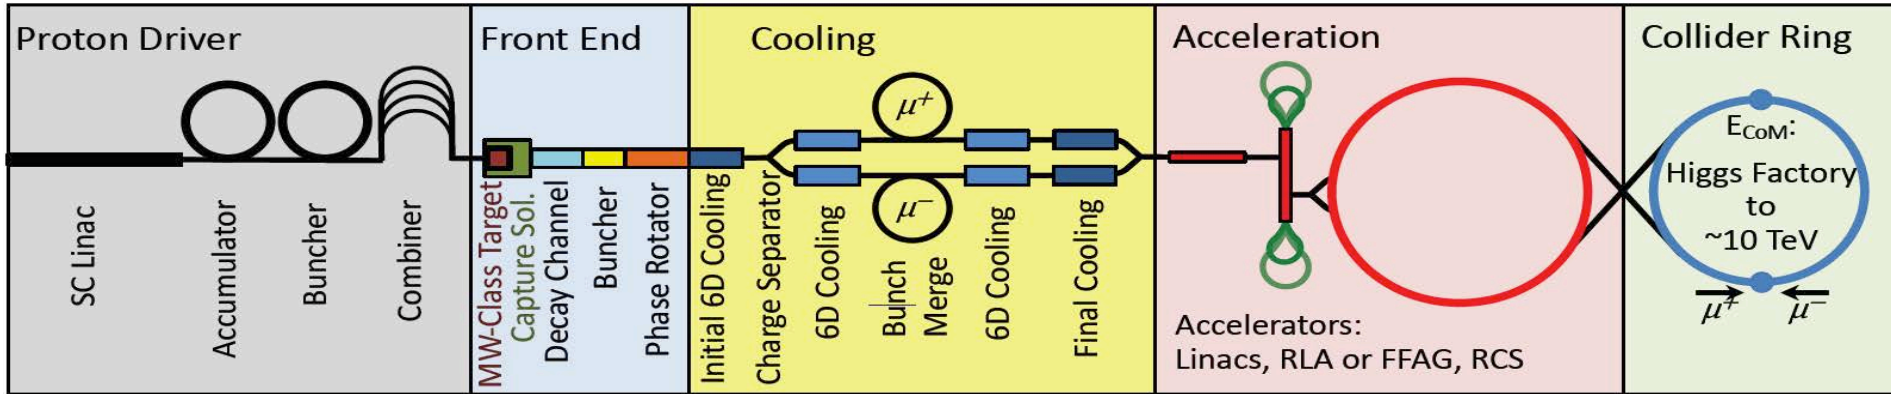 Proton Driver
Front End
Cooling
Acceleration
Collider Ring
SC Linac
Accumulator
Buncher
Combiner
MW-Class Target
Capture Sol.
Decay Channel
Buncher
Phase Rotator
Initial 6D Cooling
Charge Separator
6D Cooling
μ+
μ−
Bunch
Merge
6D Cooling
Final Cooling
Accelerators:
Linacs, RLA or FFAG, RCS
ECoM:
Higgs Factory
to
~10 TeV
μ+ μ−